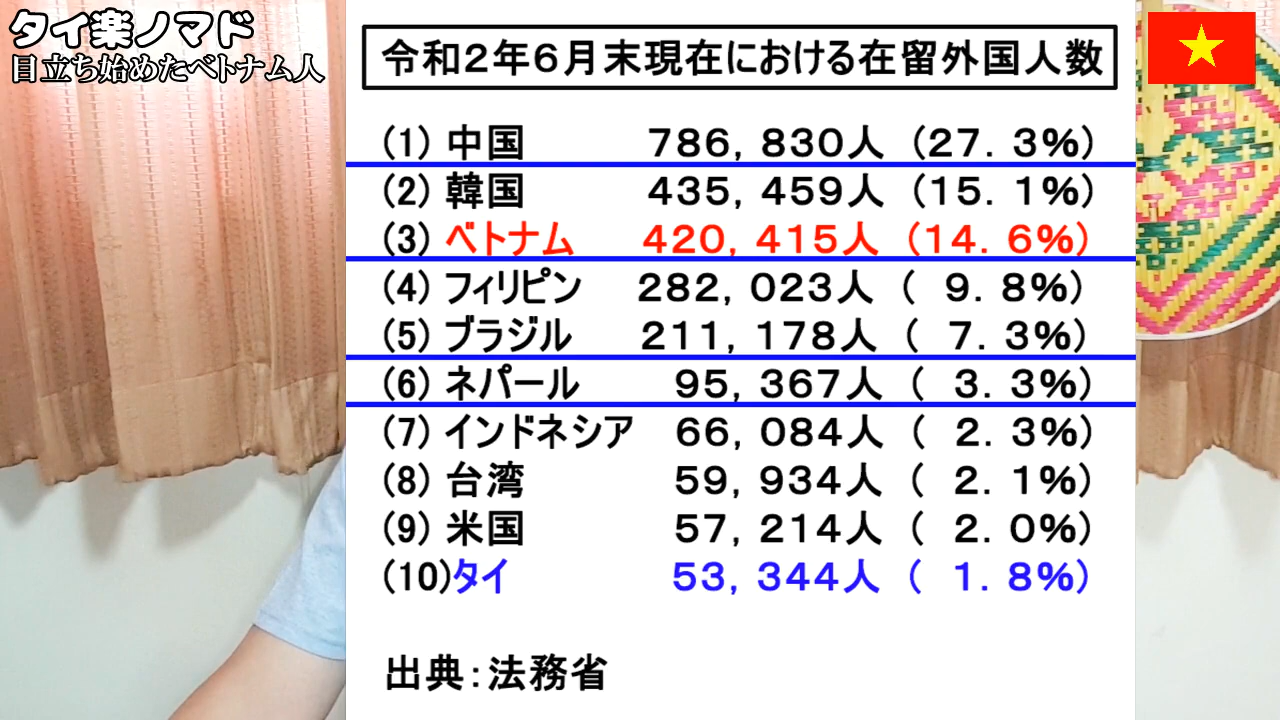 タイ楽ノマド
目立ち始めたベトナム人
令和2年6月末現在における在留外国人数
(1) 中国 786, 830人 (27. 3%)
(2) 韓国 435, 459人 (15. 1%)
(3) ベトナム 420, 415人 (14. 6%)
(4) フィリピン 282, 023人 ( 9. 8%)
(5) ブラジル 211, 178人 ( 7. 3%)
(6) ネパール 95, 367人 ( 3. 3%)
(7) インドネシア 66, 084人 ( 2. 3%)
(8) 台湾 59, 934人 ( 2. 1%)
(9) 米国 57, 214人 ( 2. 0%)
(10)タイ 53, 344人 ( 1. 8%)
出典:法務省